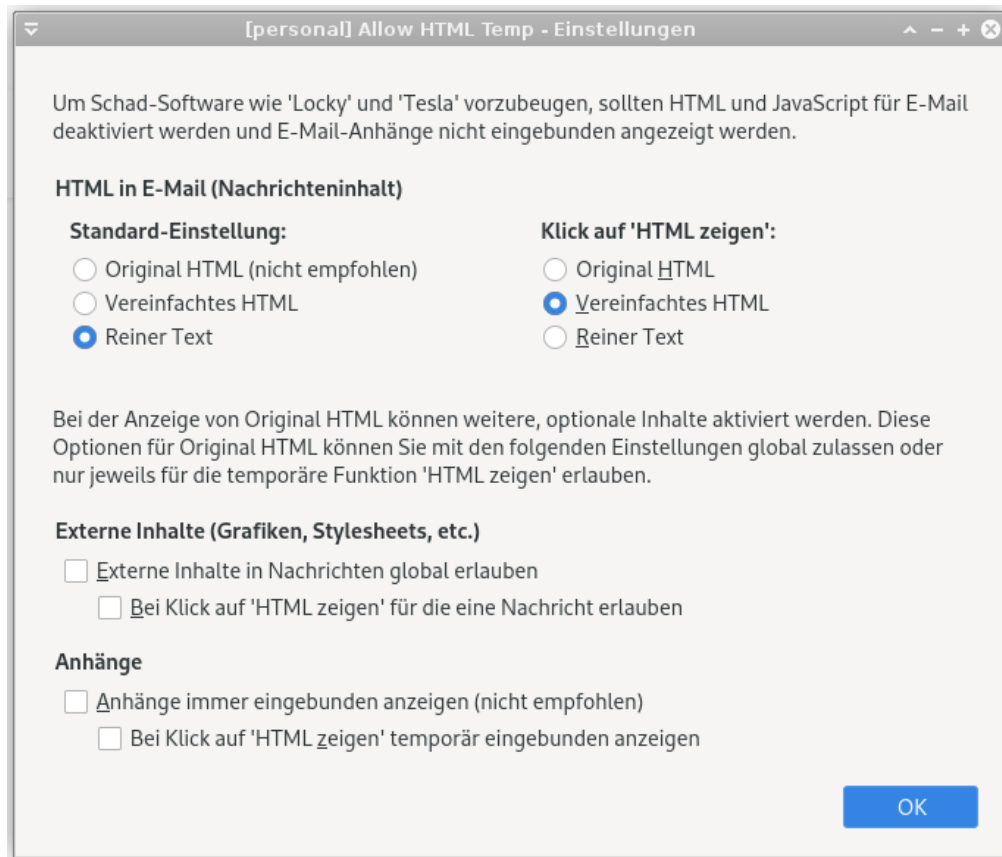 [personal] Allow HTML Temp - Einstellungen
Um Schad-Software wie 'Locky' und 'Tesla' vorzubeugen, sollten HTML und JavaScript für E-Mail
deaktiviert werden und E-Mail-Anhänge nicht eingebunden angezeigt werden.
HTML in E-Mail (Nachrichteninhalt)
Standard-Einstellung:
Original HTML (nicht empfohlen)
Vereinfachtes HTML
Reiner Text
Klick auf 'HTML zeigen':
Original HTML
Vereinfachtes HTML
Reiner Text
Bei der Anzeige von Original HTML können weitere, optionale Inhalte aktiviert werden. Diese
Optionen für Original HTML können Sie mit den folgenden Einstellungen global zulassen oder
nur jeweils für die temporäre Funktion 'HTML zeigen' erlauben.
Externe Inhalte (Grafiken, Stylesheets, etc.)
Externe Inhalte in Nachrichten global erlauben
Bei Klick auf 'HTML zeigen' für die eine Nachricht erlauben
Anhänge
Anhänge immer eingebunden anzeigen (nicht empfohlen)
Bei Klick auf 'HTML zeigen' temporär eingebunden anzeigen
OK